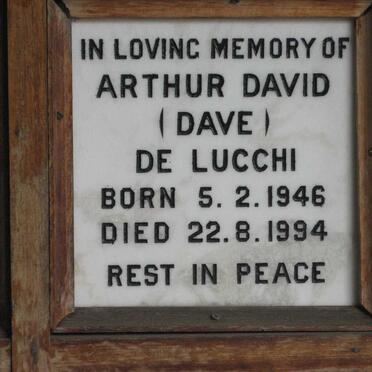 IN LOVING MEMORY OF
ARTHUR DAVID
(DAVE)
DE LUCCHI
BORN 5.2.1946
DIED 22.8.1994
REST IN PEACE